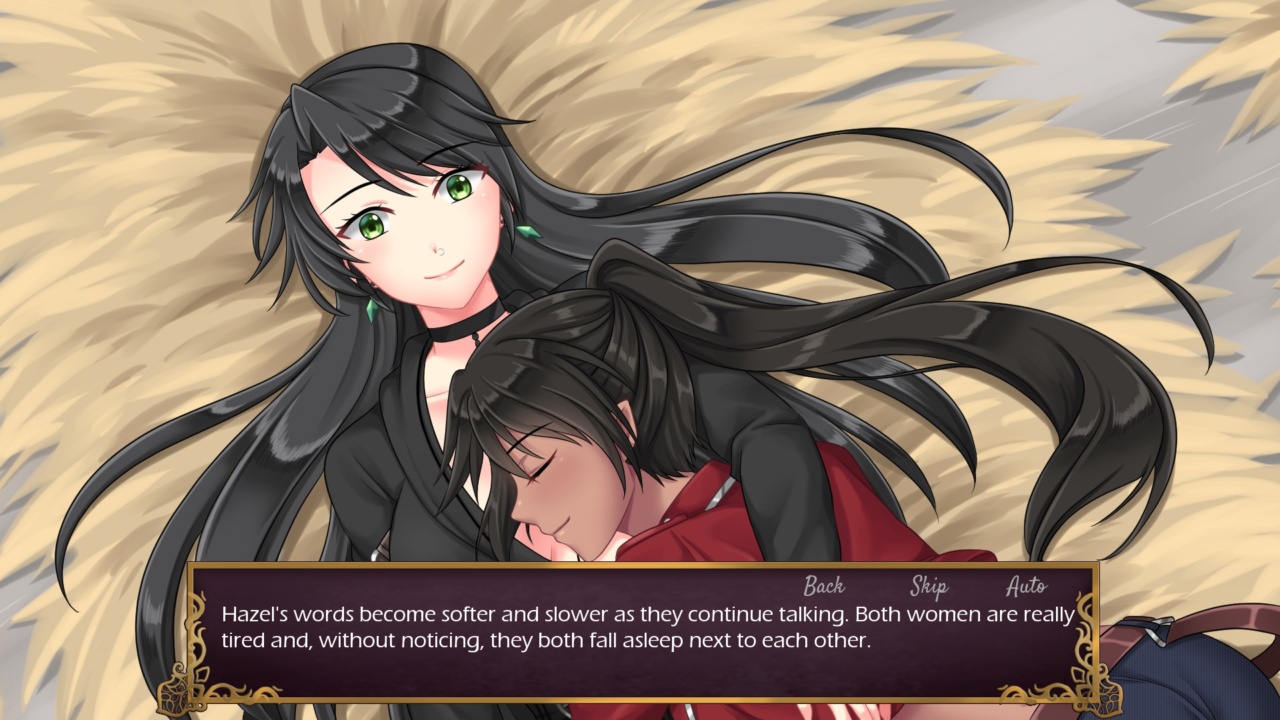 Back Skip Auto
Hazel's words become softer and slower as they continue talking. Both women are really
tired and, without noticing, they both fall asleep next to each other.